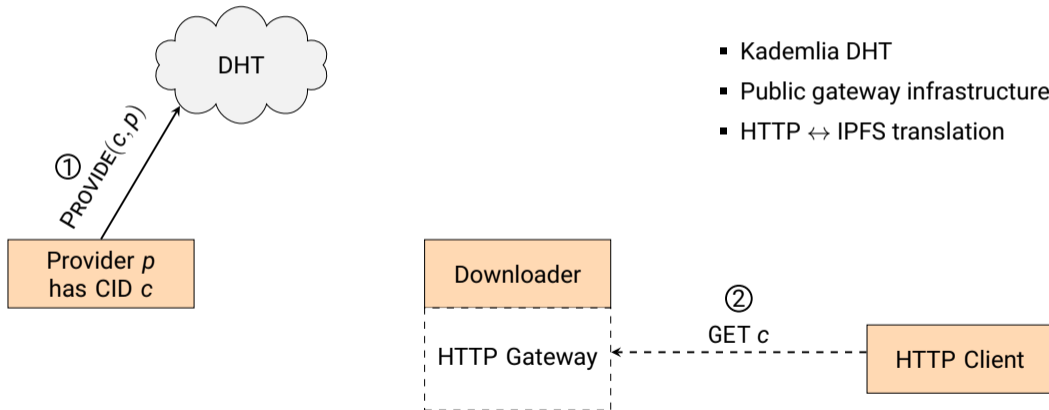 DHT
▪ Kademlia DHT
▪ Public gateway infrastructure
▪ HTTP ↔ IPFS translation
①
PROVIDE(c, p)
Provider p
has CID c
Downloader
HTTP Gateway
②
GET c
HTTP Client